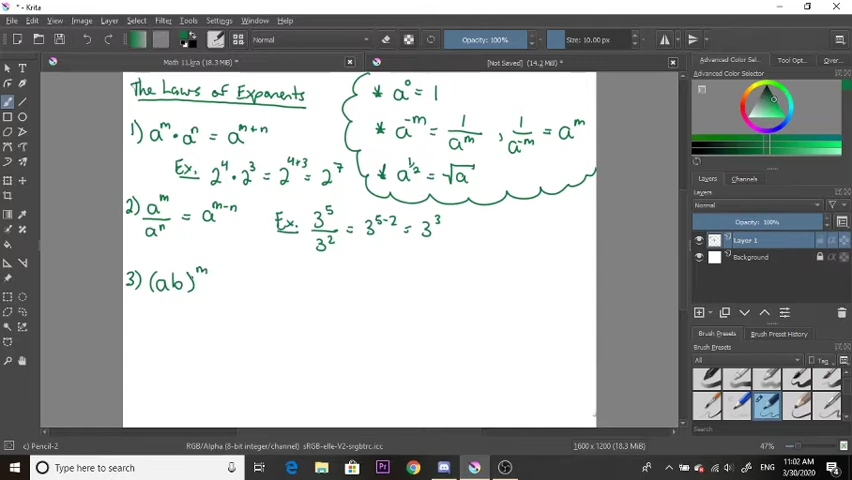 * - Krita
File Edit View Image Layer Select Filter Tools Settings Window Help
Normal Opacity: 100% Size: 10.00 px
Math 11.kra (18.3 MiB) *
[Not Saved] (14.2 MiB) *
Advanced Color Sel... Tool Opt... Over...
Advanced Color Selector
The Laws of Exponents
* a⁰ = 1
* a⁻ᵐ = 1/aᵐ , 1/a⁻ᵐ = aᵐ
* a^½ = √a
1) aᵐ · aⁿ = aᵐ⁺ⁿ
Ex. 2⁴ · 2³ = 2⁴⁺³ = 2⁷
2) aᵐ/aⁿ = aᵐ⁻ⁿ Ex. 3⁵/3² = 3⁵⁻² = 3³
3) (ab)ᵐ
Layers Channels
Layers
Normal
Opacity: 100%
Layer 1
Background
Brush Presets Brush Preset History
Brush Presets
All Tag
Search
c) Pencil-2 RGB/Alpha (8-bit integer/channel) sRGB-elle-V2-srgbtrc.icc 1600 x 1200 (18.3 MiB) 47%
Type here to search
Pr
ENG
11:02 AM
3/30/2020